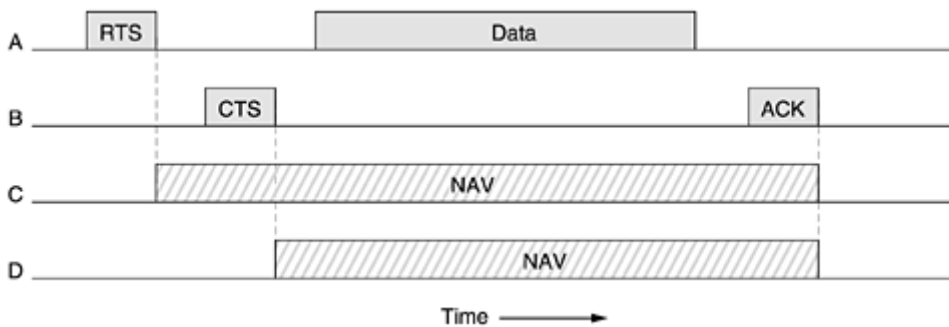 A RTS Data
B CTS ACK
C NAV
D NAV
Time